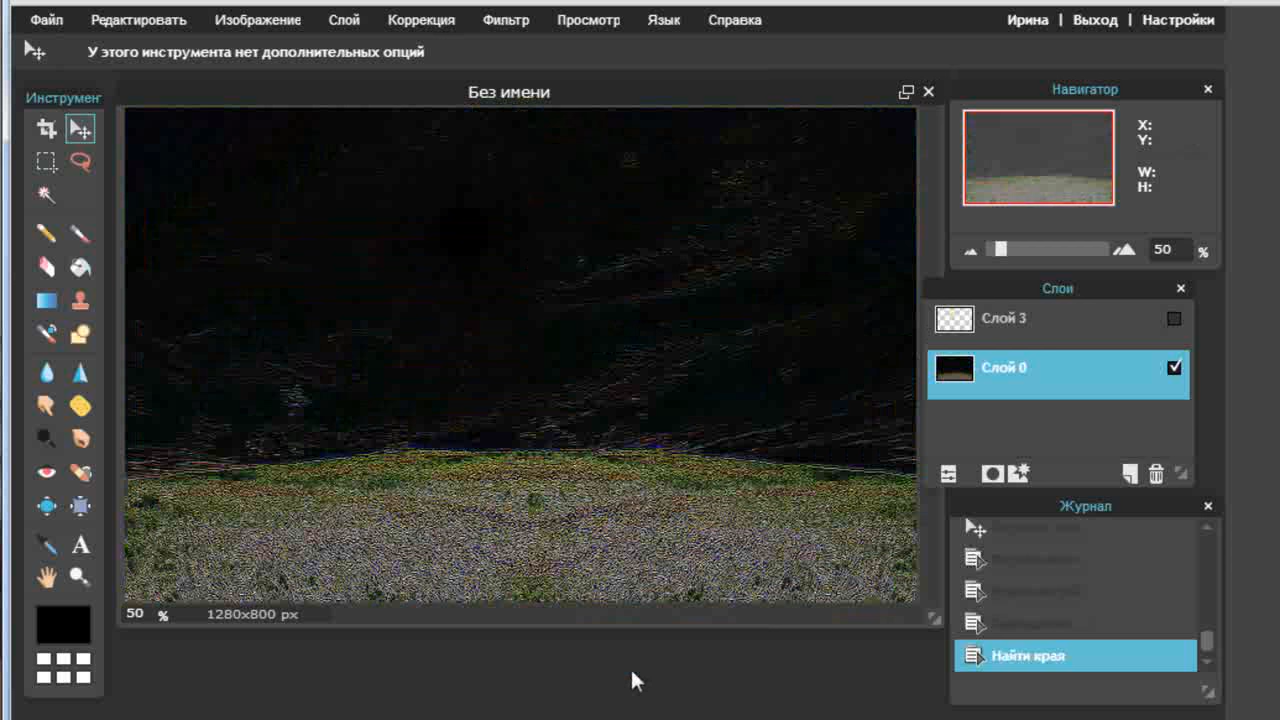 Файл Редактировать Изображение Слой Коррекция Фильтр Просмотр Язык Справка Ирина | Выход | Настройки
У этого инструмента нет дополнительных опций
Инструмент
Без имени
Навигатор
X:
Y:
W:
H:
50 %
Слои
Слой 3
Слой 0
Журнал
Найти края
50 % 1280x800 px